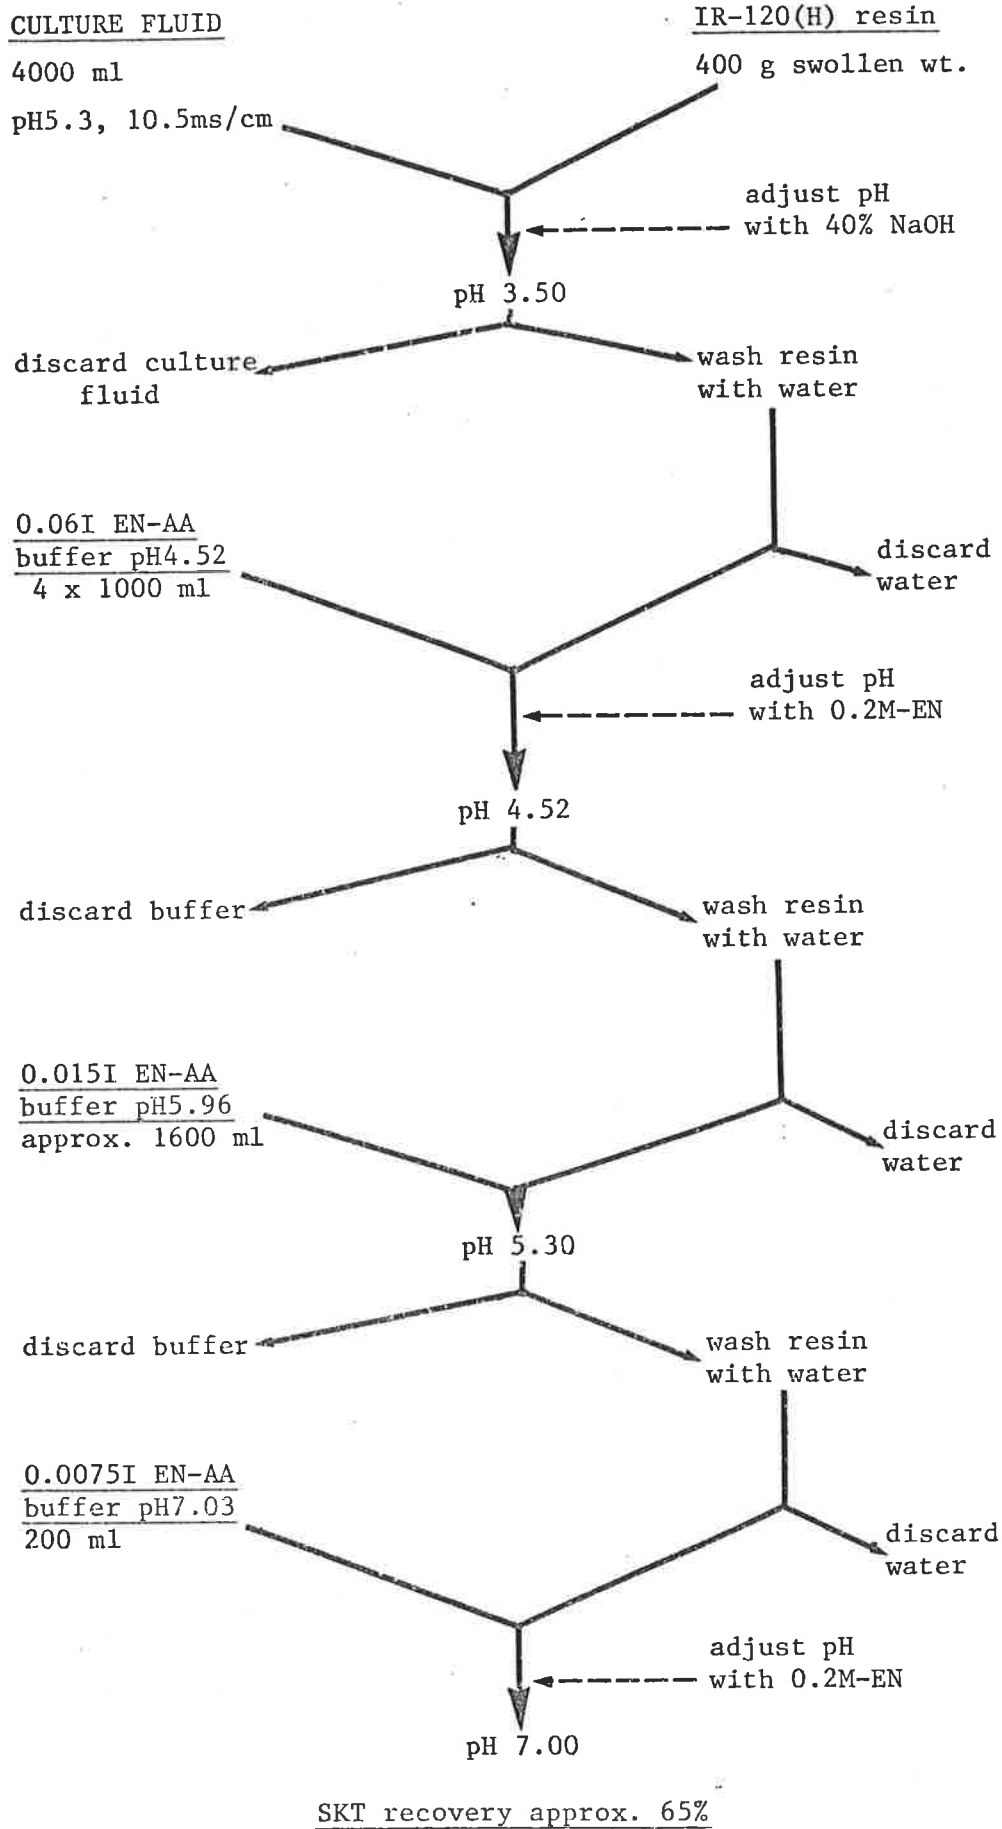 CULTURE FLUID
4000 ml
pH5.3, 10.5ms/cm
IR-120(H) resin
400 g swollen wt.
adjust pH
with 40% NaOH
pH 3.50
discard culture
fluid
wash resin
with water
0.06I EN-AA
buffer pH4.52
4 x 1000 ml
discard
water
adjust pH
with 0.2M-EN
pH 4.52
discard buffer
wash resin
with water
0.015I EN-AA
buffer pH5.96
approx. 1600 ml
discard
water
pH 5.30
discard buffer
wash resin
with water
0.0075I EN-AA
buffer pH7.03
200 ml
discard
water
adjust pH
with 0.2M-EN
pH 7.00
SKT recovery approx. 65%